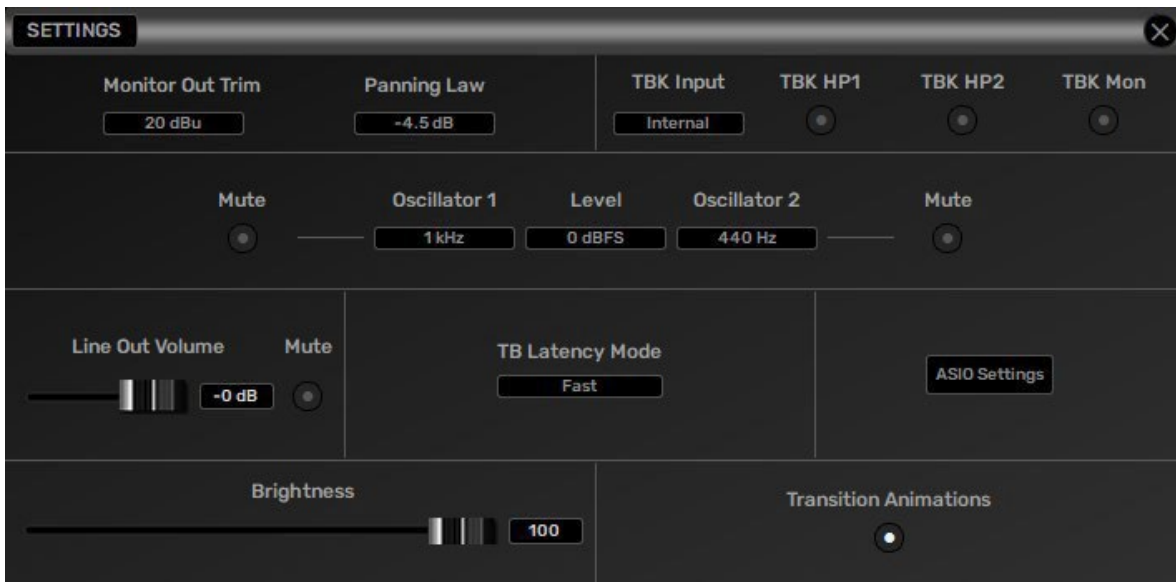 SETTINGS
Monitor Out Trim
Panning Law
TBK Input
TBK HP1
TBK HP2
TBK Mon
20 dBu
-4.5 dB
Internal
Mute
Oscillator 1
Level
Oscillator 2
Mute
1 kHz
0 dBFS
440 Hz
Line Out Volume
Mute
-0 dB
TB Latency Mode
Fast
ASIO Settings
Brightness
100
Transition Animations